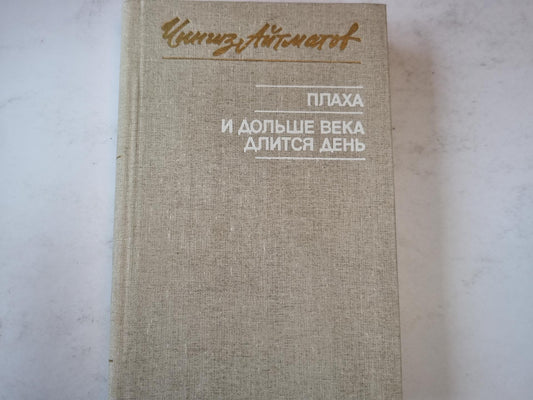 Чингиз Айтматов
ПЛАХА
И ДОЛЬШЕ ВЕКА
ДЛИТСЯ ДЕНЬ